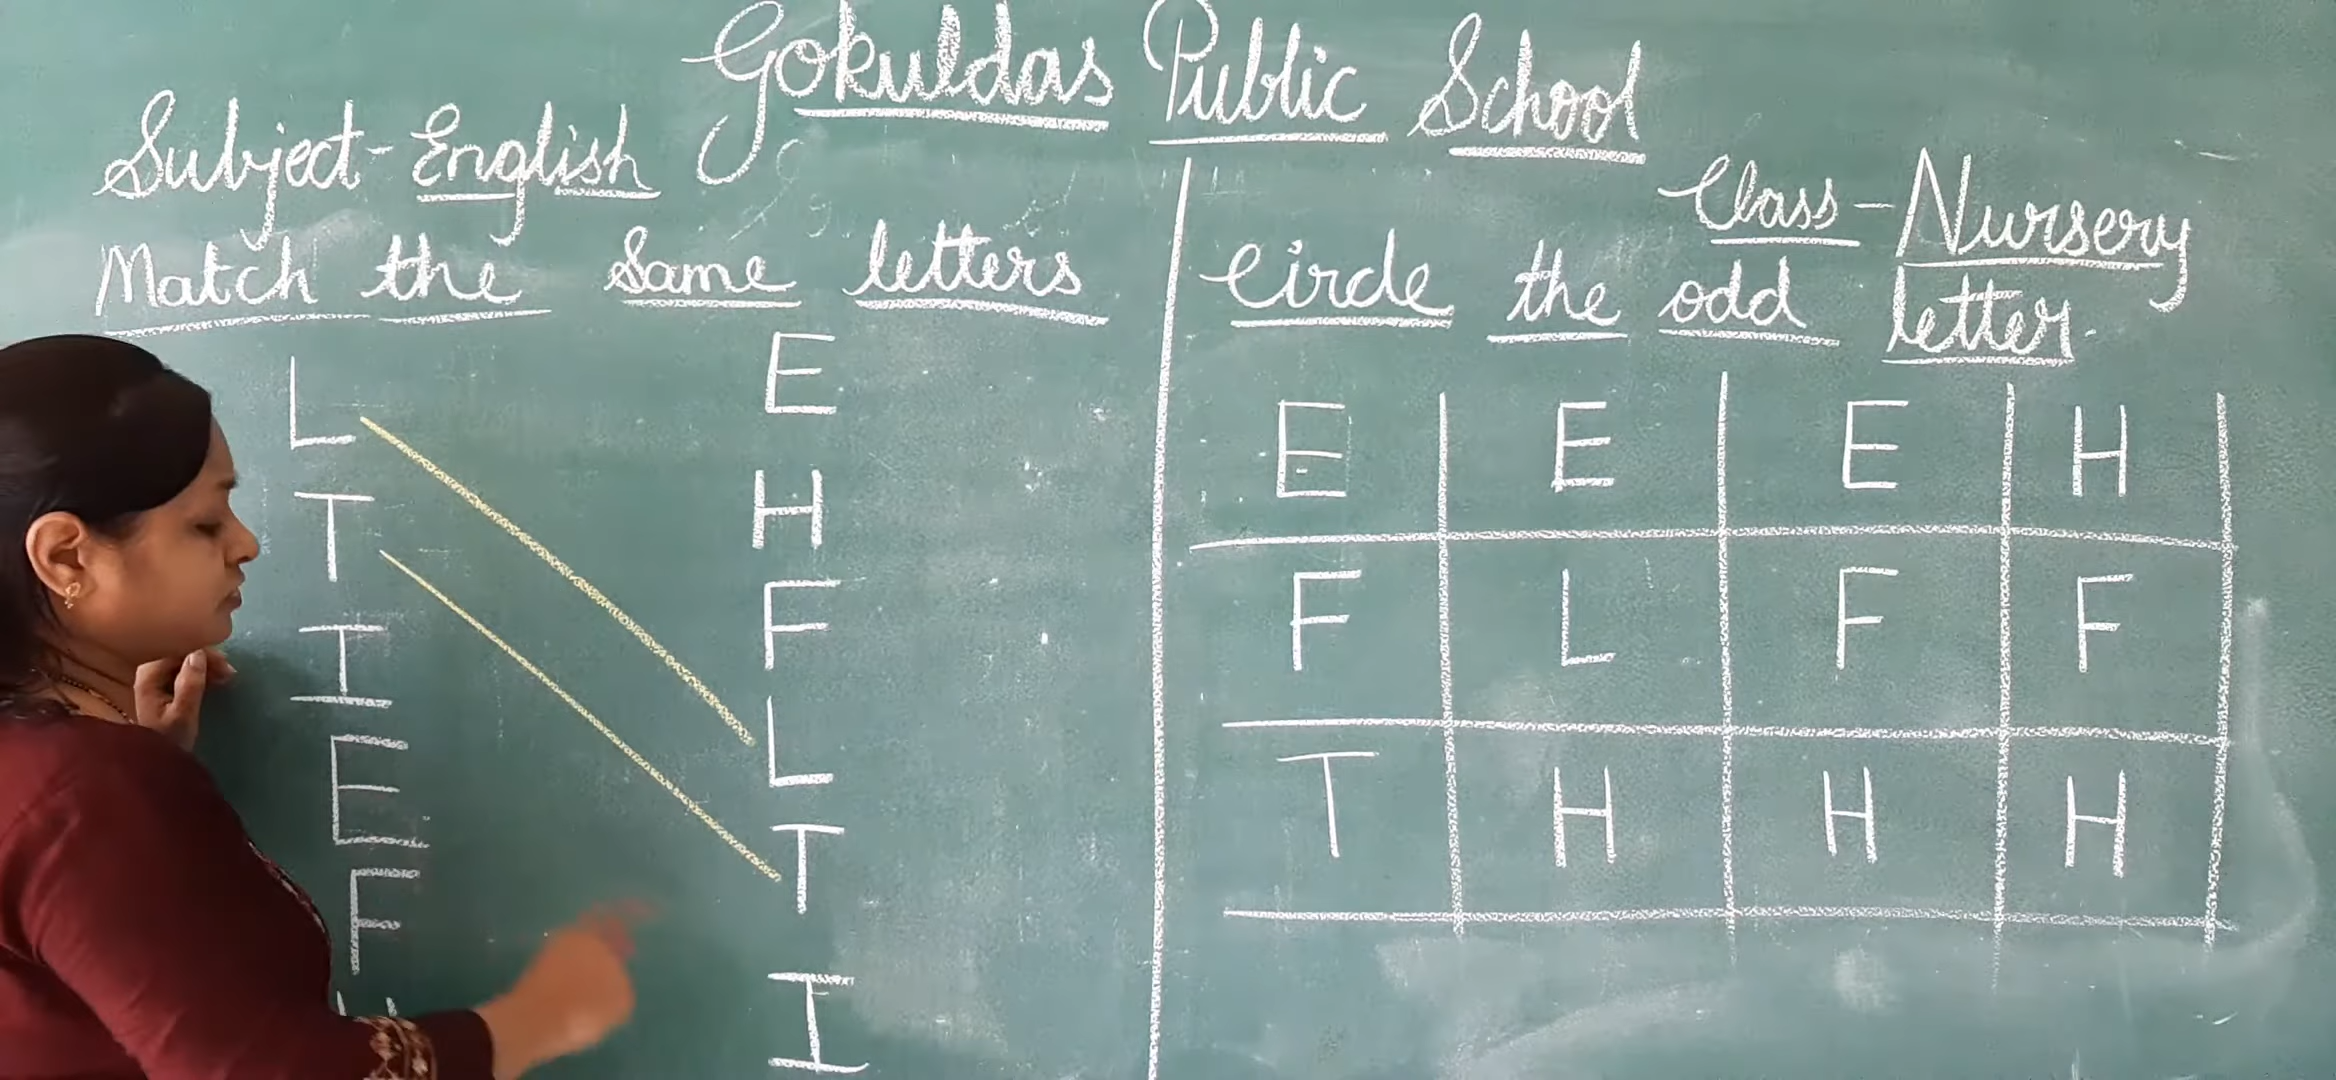 Gokuldas Public School
Subject-English
Class-Nursery
Match the same letters
L E
T H
I F
E L
F T
H I
Circle the odd letter.
E E E H
F L F F
T H H H